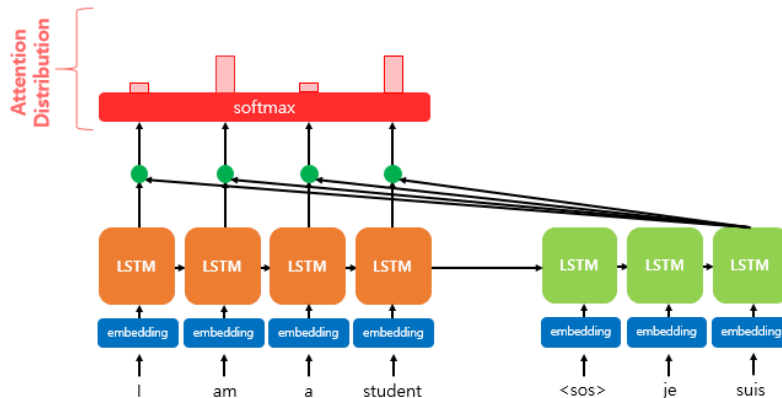 Attention
Distribution
softmax
LSTM LSTM LSTM LSTM LSTM LSTM LSTM
embedding embedding embedding embedding embedding embedding embedding
I am a student <sos> je suis